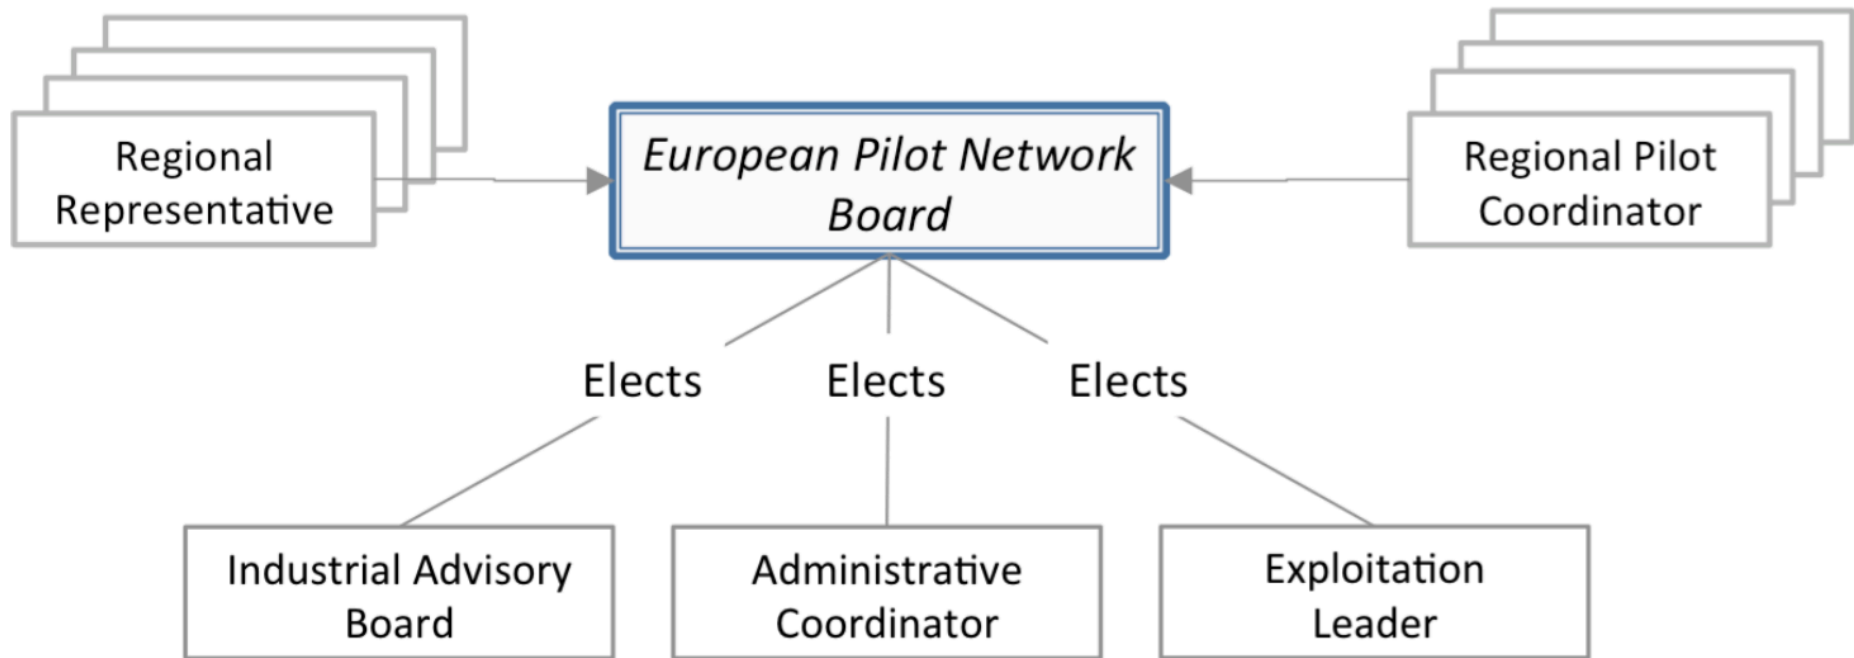 Regional
Representative
European Pilot Network
Board
Regional Pilot
Coordinator
Elects
Elects
Elects
Industrial Advisory
Board
Administrative
Coordinator
Exploitation
Leader